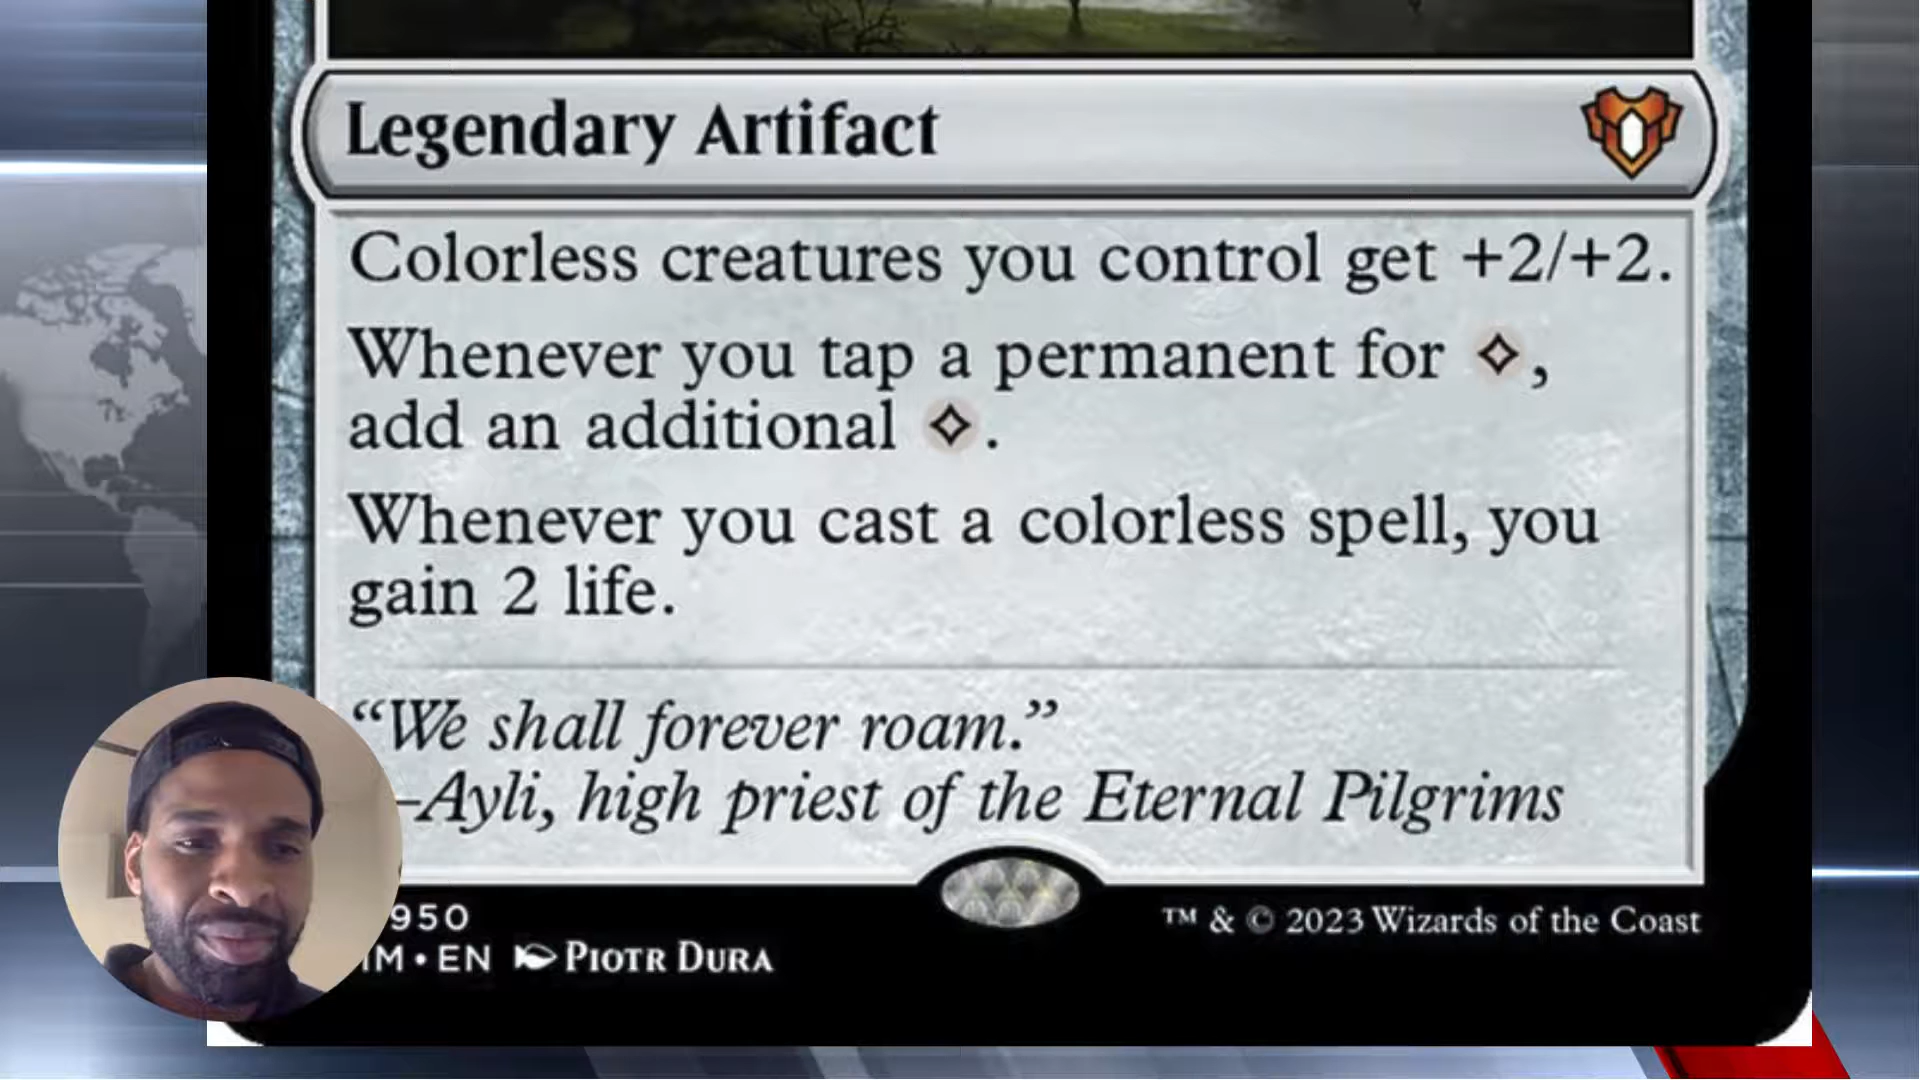 Legendary Artifact
Colorless creatures you control get +2/+2.
Whenever you tap a permanent for ◇,
add an additional ◇.
Whenever you cast a colorless spell, you
gain 2 life.
“We shall forever roam.”
—Ayli, high priest of the Eternal Pilgrims
950
M•EN PIOTR DURA
™ & © 2023 Wizards of the Coast